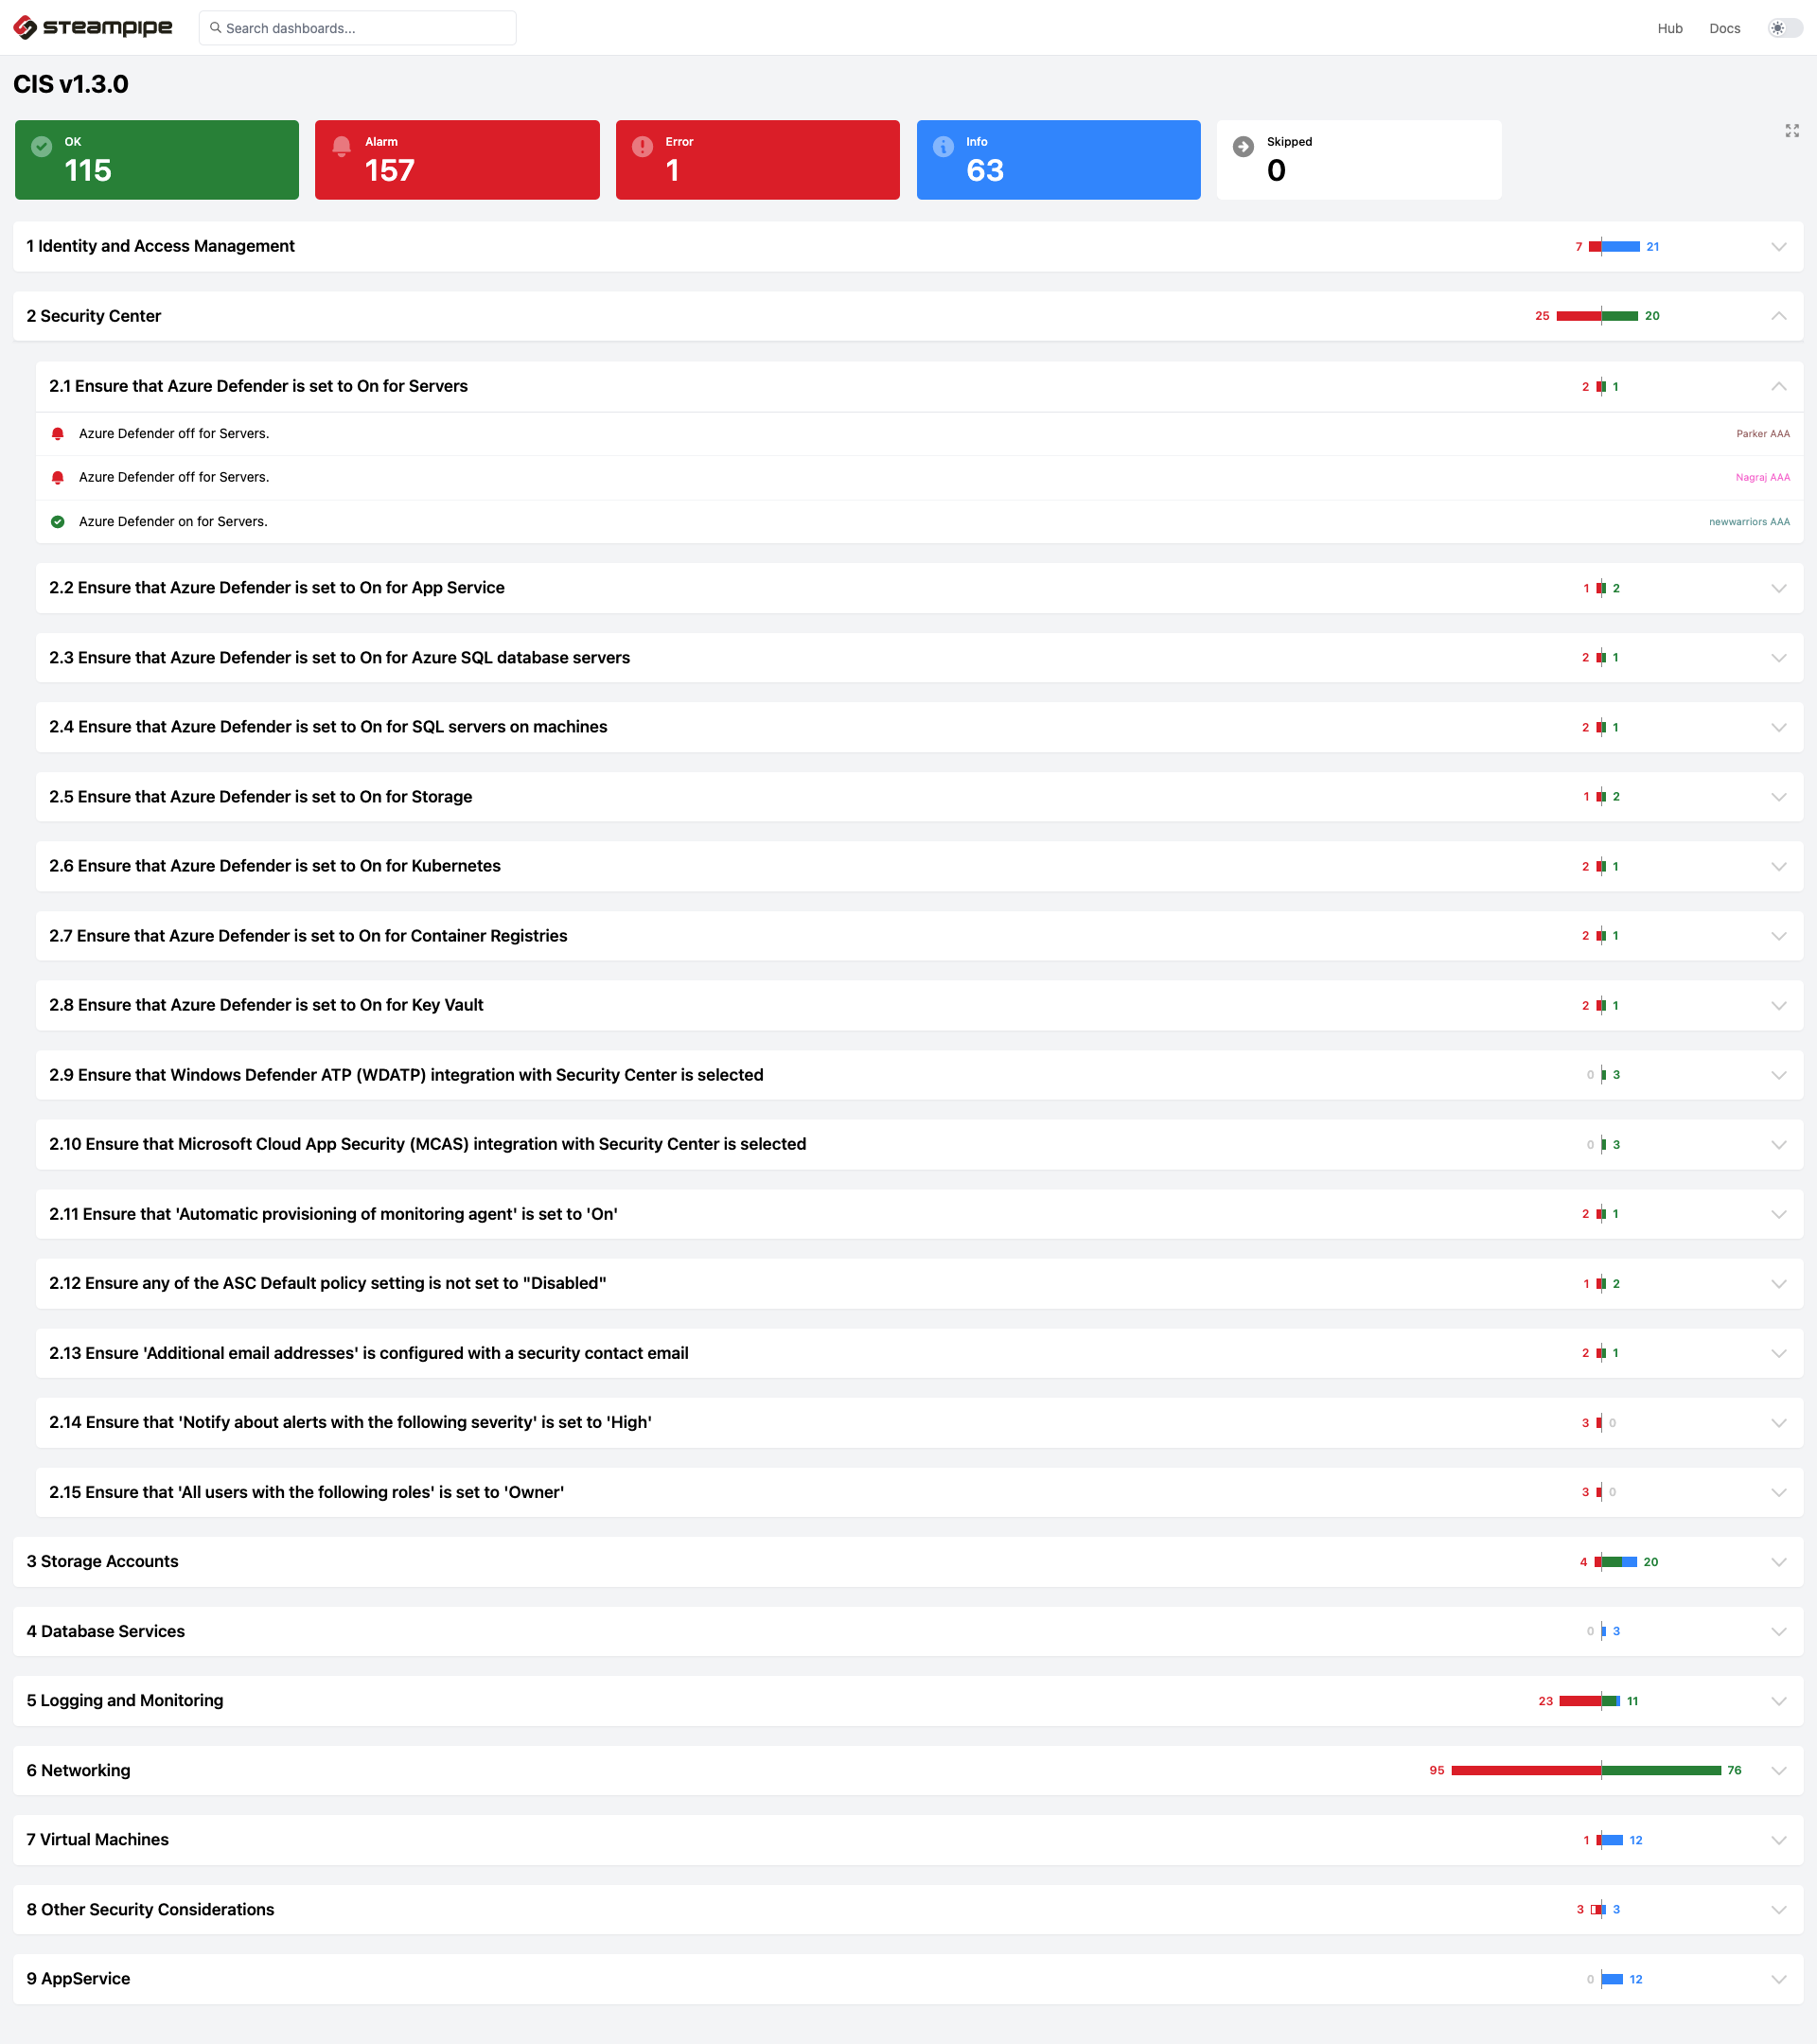 steampipe Search dashboards... Hub Docs
CIS v1.3.0
OK Alarm Error Info Skipped
115 157 1 63 0
1 Identity and Access Management 7 21
2 Security Center 25 20
2.1 Ensure that Azure Defender is set to On for Servers 2 1
Azure Defender off for Servers. Parker AAA
Azure Defender off for Servers. Nagraj AAA
Azure Defender on for Servers. newwarriors AAA
2.2 Ensure that Azure Defender is set to On for App Service 1 2
2.3 Ensure that Azure Defender is set to On for Azure SQL database servers 2 1
2.4 Ensure that Azure Defender is set to On for SQL servers on machines 2 1
2.5 Ensure that Azure Defender is set to On for Storage 1 2
2.6 Ensure that Azure Defender is set to On for Kubernetes 2 1
2.7 Ensure that Azure Defender is set to On for Container Registries 2 1
2.8 Ensure that Azure Defender is set to On for Key Vault 2 1
2.9 Ensure that Windows Defender ATP (WDATP) integration with Security Center is selected 0 3
2.10 Ensure that Microsoft Cloud App Security (MCAS) integration with Security Center is selected 0 3
2.11 Ensure that 'Automatic provisioning of monitoring agent' is set to 'On' 2 1
2.12 Ensure any of the ASC Default policy setting is not set to "Disabled" 1 2
2.13 Ensure 'Additional email addresses' is configured with a security contact email 2 1
2.14 Ensure that 'Notify about alerts with the following severity' is set to 'High' 3 0
2.15 Ensure that 'All users with the following roles' is set to 'Owner' 3 0
3 Storage Accounts 4 20
4 Database Services 0 3
5 Logging and Monitoring 23 11
6 Networking 95 76
7 Virtual Machines 1 12
8 Other Security Considerations 3 3
9 AppService 0 12